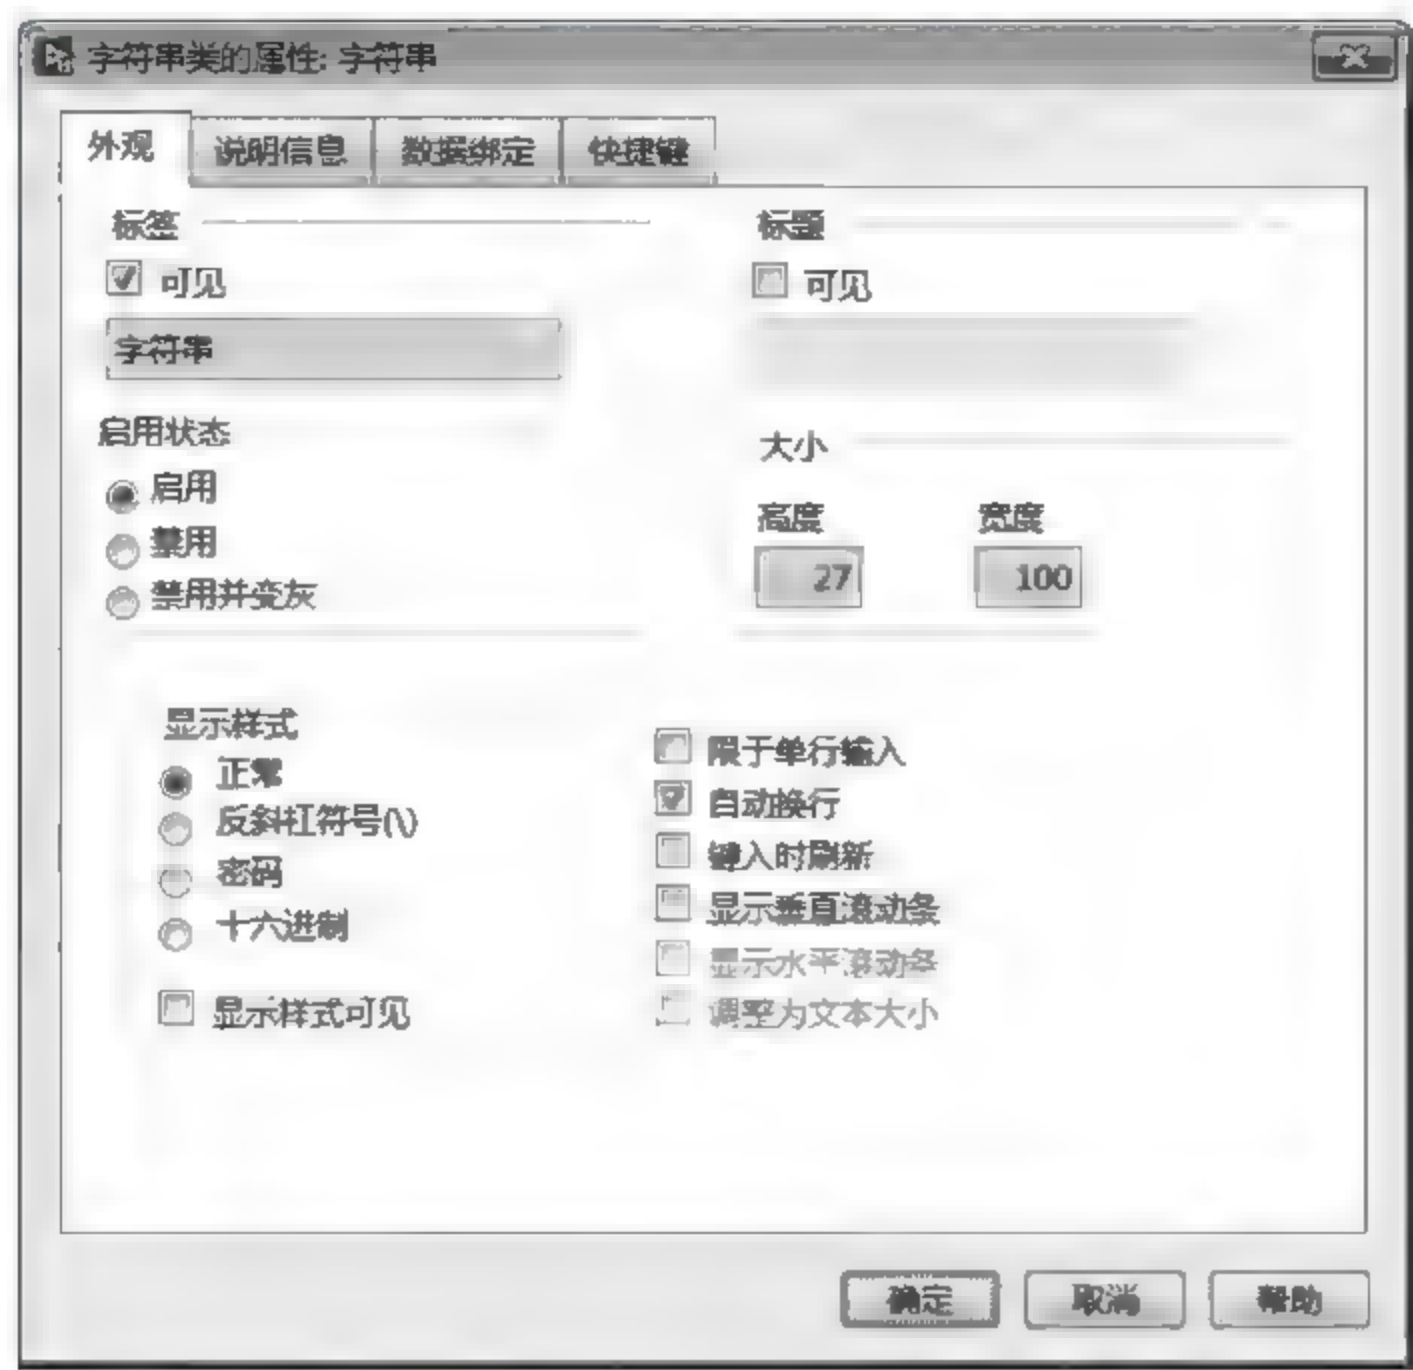 字符串类的属性: 字符串
外观 说明信息 数据绑定 快捷键
标签
可见
字符串
启用状态
启用
禁用
禁用并变灰
标题
可见
大小
高度 宽度
27 100
显示样式
正常
反斜杠符号(\)
密码
十六进制
显示样式可见
限于单行输入
自动换行
键入时刷新
显示垂直滚动条
显示水平滚动条
调整为文本大小
确定 取消 帮助